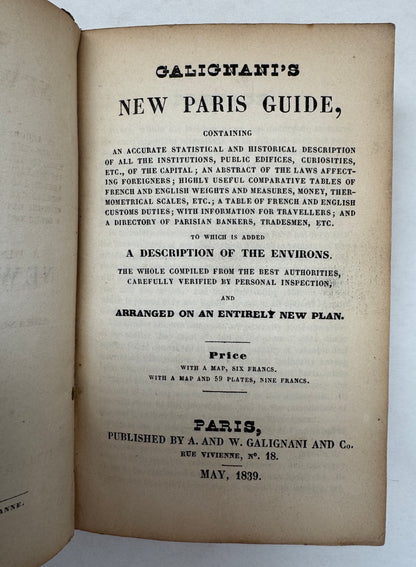 GALIGNANI'S
NEW PARIS GUIDE,
CONTAINING
AN ACCURATE STATISTICAL AND HISTORICAL DESCRIPTION
OF ALL THE INSTITUTIONS, PUBLIC EDIFICES, CURIOSITIES,
ETC., OF THE CAPITAL; AN ABSTRACT OF THE LAWS AFFECT-
ING FOREIGNERS; HIGHLY USEFUL COMPARATIVE TABLES OF
FRENCH AND ENGLISH WEIGHTS AND MEASURES, MONEY, THER-
MOMETRICAL SCALES, ETC.; A TABLE OF FRENCH AND ENGLISH
CUSTOMS DUTIES; WITH INFORMATION FOR TRAVELLERS; AND
A DIRECTORY OF PARISIAN BANKERS, TRADESMEN, ETC.
TO WHICH IS ADDED
A DESCRIPTION OF THE ENVIRONS.
THE WHOLE COMPILED FROM THE BEST AUTHORITIES,
CAREFULLY VERIFIED BY PERSONAL INSPECTION,
AND
ARRANGED ON AN ENTIRELY NEW PLAN.
Price
WITH A MAP, SIX FRANCS.
WITH A MAP AND 59 PLATES, NINE FRANCS.
PARIS,
PUBLISHED BY A. AND W. GALIGNANI AND Co.
RUE VIVIENNE, Nº. 18.
MAY, 1839.
ANNE.